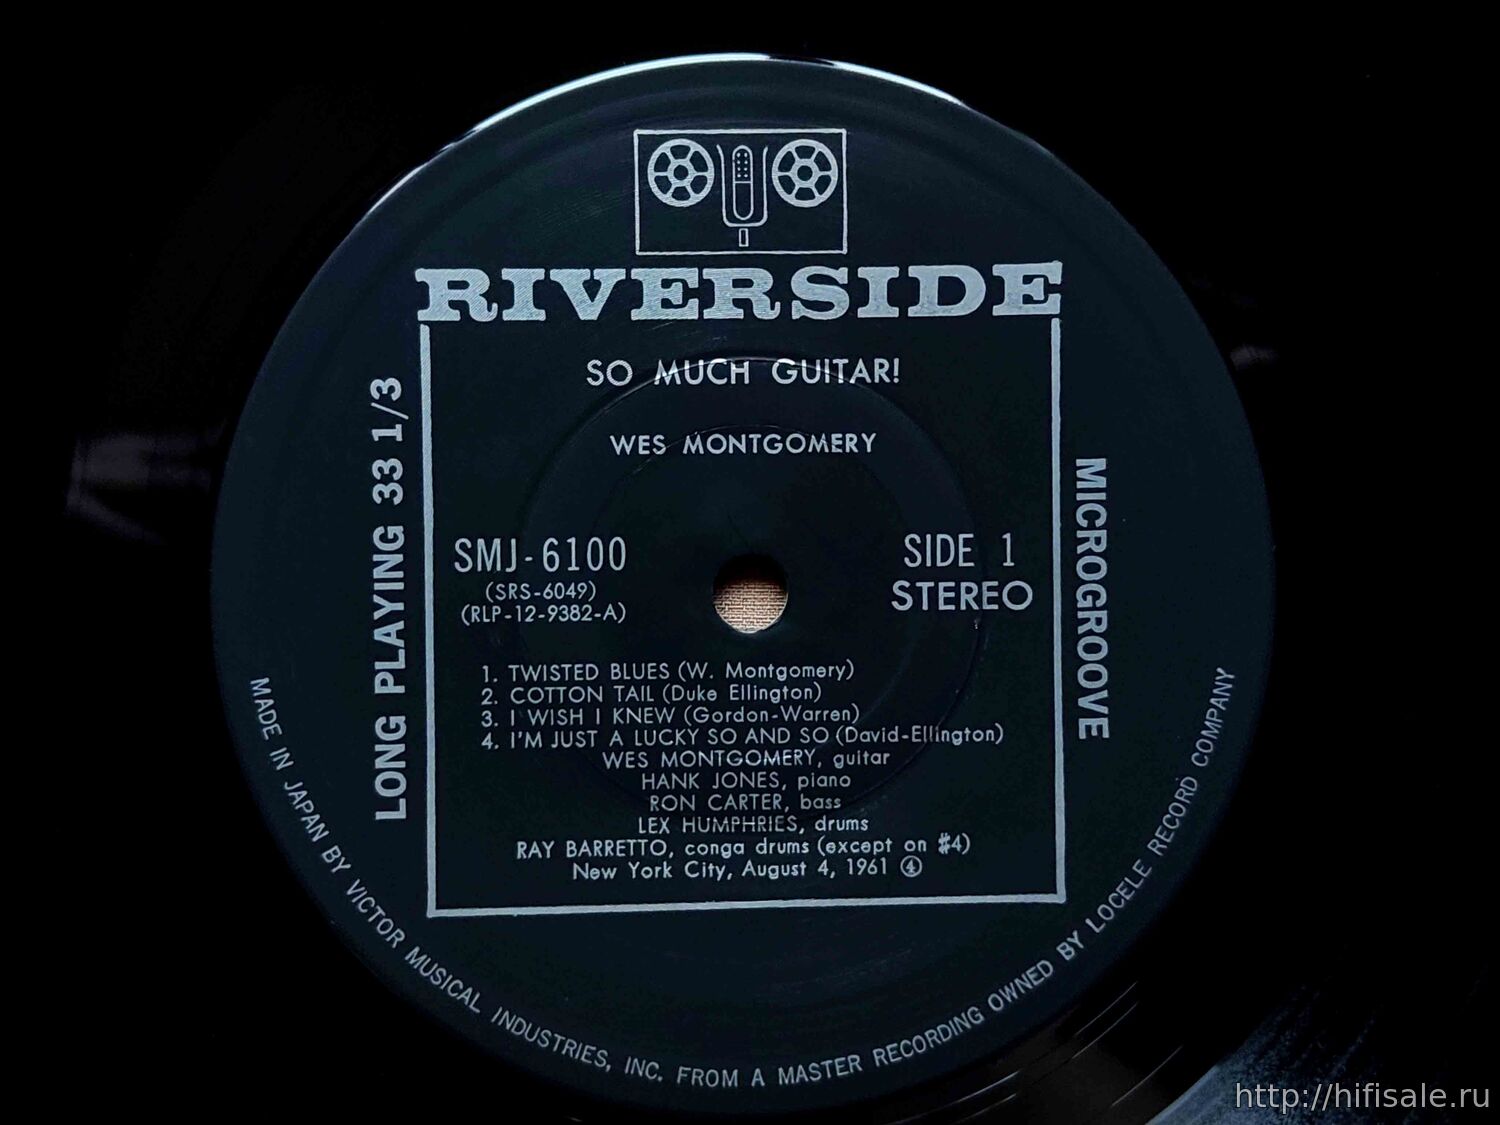 RIVERSIDE
SO MUCH GUITAR!
WES MONTGOMERY
LONG PLAYING 33 1/3
MICROGROOVE
SMJ-6100
(SRS-6049)
(RLP-12-9382-A)
SIDE 1
STEREO
1. TWISTED BLUES (W. Montgomery)
2. COTTON TAIL (Duke Ellington)
3. I WISH I KNEW (Gordon-Warren)
4. I'M JUST A LUCKY SO AND SO (David-Ellington)
WES MONTGOMERY, guitar
HANK JONES, piano
RON CARTER, bass
LEX HUMPHRIES, drums
RAY BARRETTO, conga drums (except on #4)
New York City, August 4, 1961 ④
MADE IN JAPAN BY VICTOR MUSICAL INDUSTRIES, INC. FROM A MASTER RECORDING OWNED BY LOCELE RECORD COMPANY
http://hifisale.ru